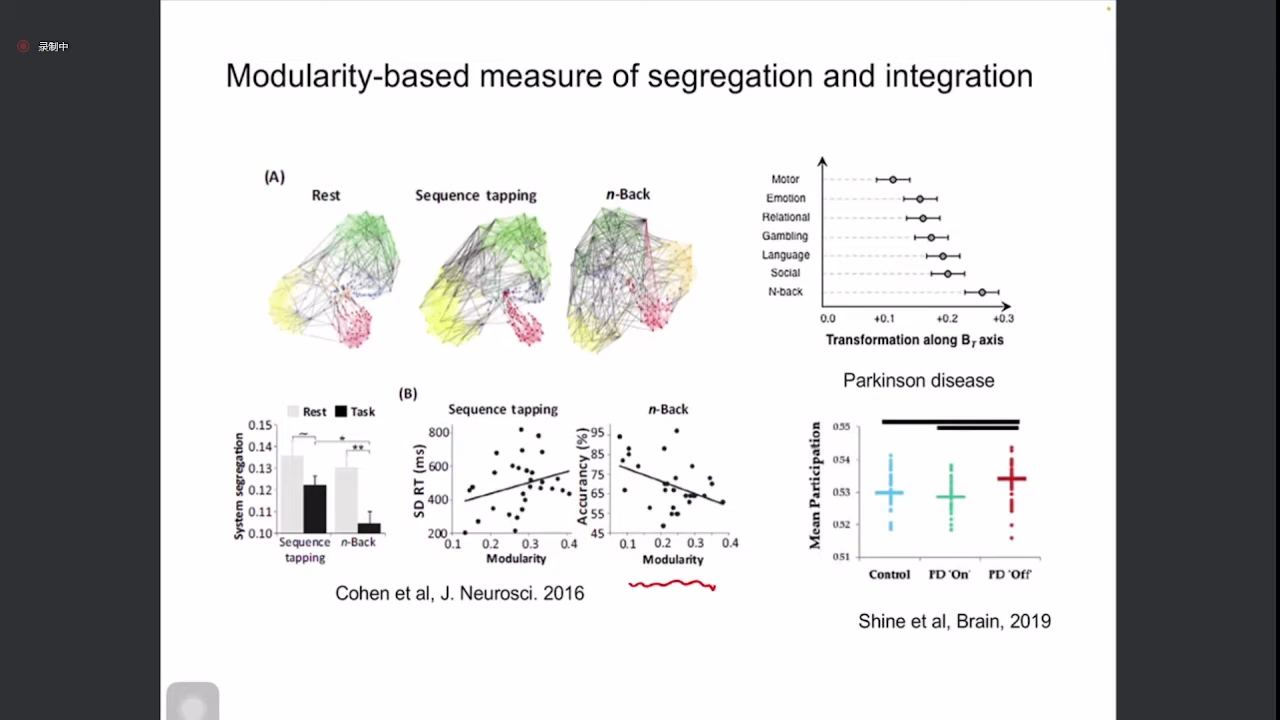 录制中
Modularity-based measure of segregation and integration
(A)
Rest
Sequence tapping
n-Back
Rest Task
System segregation
0.15
0.14
0.13
0.12
0.11
0.10
~
*
**
Sequence tapping
n-Back
(B)
Sequence tapping
SD RT (ms)
800
600
400
200
0.1 0.2 0.3 0.4
Modularity
n-Back
Accurancy (%)
95
85
75
65
55
45
0.1 0.2 0.3 0.4
Modularity
Cohen et al, J. Neurosci. 2016
Motor
Emotion
Relational
Gambling
Language
Social
N-back
0.0 +0.1 +0.2 +0.3
Transformation along BT axis
Parkinson disease
Mean Participation
0.55
0.54
0.53
0.52
0.51
Control PD 'On' PD 'Off'
Shine et al, Brain, 2019